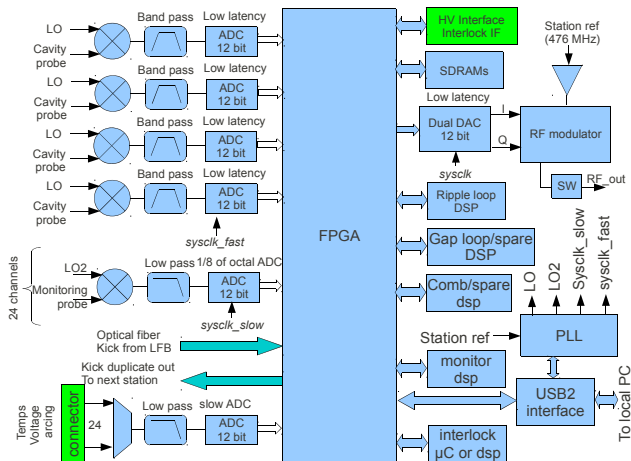 LO
Cavity
probe
Band pass
Low latency
ADC
12 bit
LO
Cavity
probe
Band pass
Low latency
ADC
12 bit
LO
Cavity
probe
Band pass
Low latency
ADC
12 bit
LO
Cavity
probe
Band pass
Low latency
ADC
12 bit
sysclk_fast
24 channels
LO2
Monitoring
probe
Low pass
1/8 of octal ADC
ADC
12 bit
sysclk_slow
Optical fiber
Kick from LFB
Kick duplicate out
To next station
Temps
Voltage
arcing
connector
24
Low pass
slow ADC
ADC
12 bit
FPGA
HV Interface
Interlock IF
SDRAMs
Low latency
Dual DAC
12 bit
sysclk
I
Q
Station ref
(476 MHz)
RF modulator
SW
RF_out
Ripple loop
DSP
Gap loop/spare
DSP
Comb/spare
dsp
LO
LO2
Sysclk_slow
sysclk_fast
Station ref
PLL
monitor
dsp
USB2
interface
To local PC
interlock
µC or dsp